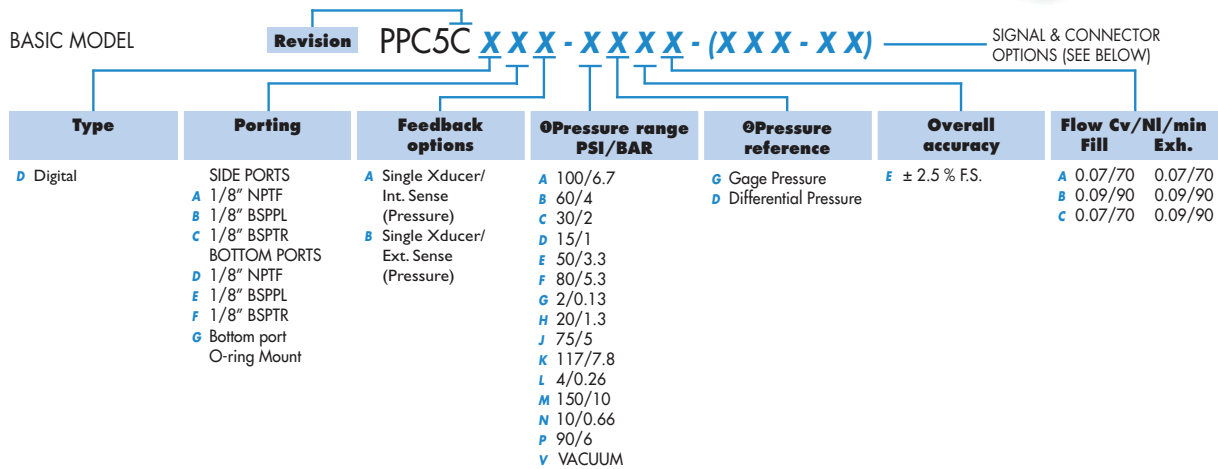 BASIC MODEL
Revision
PPC5C X X X - X X X X - (X X X - X X)
SIGNAL & CONNECTOR
OPTIONS (SEE BELOW)
Type
D Digital
Porting
SIDE PORTS
A 1/8" NPTF
B 1/8" BSPPL
C 1/8" BSPTR
BOTTOM PORTS
D 1/8" NPTF
E 1/8" BSPPL
F 1/8" BSPTR
G Bottom port
O-ring Mount
Feedback
options
A Single Xducer/
Int. Sense
(Pressure)
B Single Xducer/
Ext. Sense
(Pressure)
❶Pressure range
PSI/BAR
A 100/6.7
B 60/4
C 30/2
D 15/1
E 50/3.3
F 80/5.3
G 2/0.13
H 20/1.3
J 75/5
K 117/7.8
L 4/0.26
M 150/10
N 10/0.66
P 90/6
V VACUUM
❷Pressure
reference
G Gage Pressure
D Differential Pressure
Overall
accuracy
E ± 2.5 % F.S.
Flow Cv/Nl/min
Fill Exh.
A 0.07/70 0.07/70
B 0.09/90 0.09/90
C 0.07/70 0.09/90